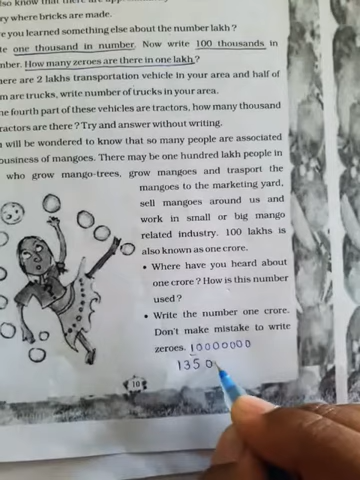 lso know that there are app
ry where bricks are made.
e you learned something else about the number lakh ?
te one thousand in number. Now write 100 thousands in
mber. How many zeroes are there in one lakh ?
here are 2 lakhs transportation vehicle in your area and half of
m are trucks, write number of trucks in your area.
ne fourth part of these vehicles are tractors, how many thousand
ractors are there ? Try and answer without writing.
will be wondered to know that so many people are associated
business of mangoes. There may be one hundred lakh people in
who grow mango-trees, grow mangoes and trasport the
mangoes to the marketing yard,
sell mangoes around us and
work in small or big mango
related industry. 100 lakhs is
also known as one crore.
• Where have you heard about
one crore ? How is this number
used ?
• Write the number one crore.
Don't make mistake to write
zeroes. 10000000
1350
10